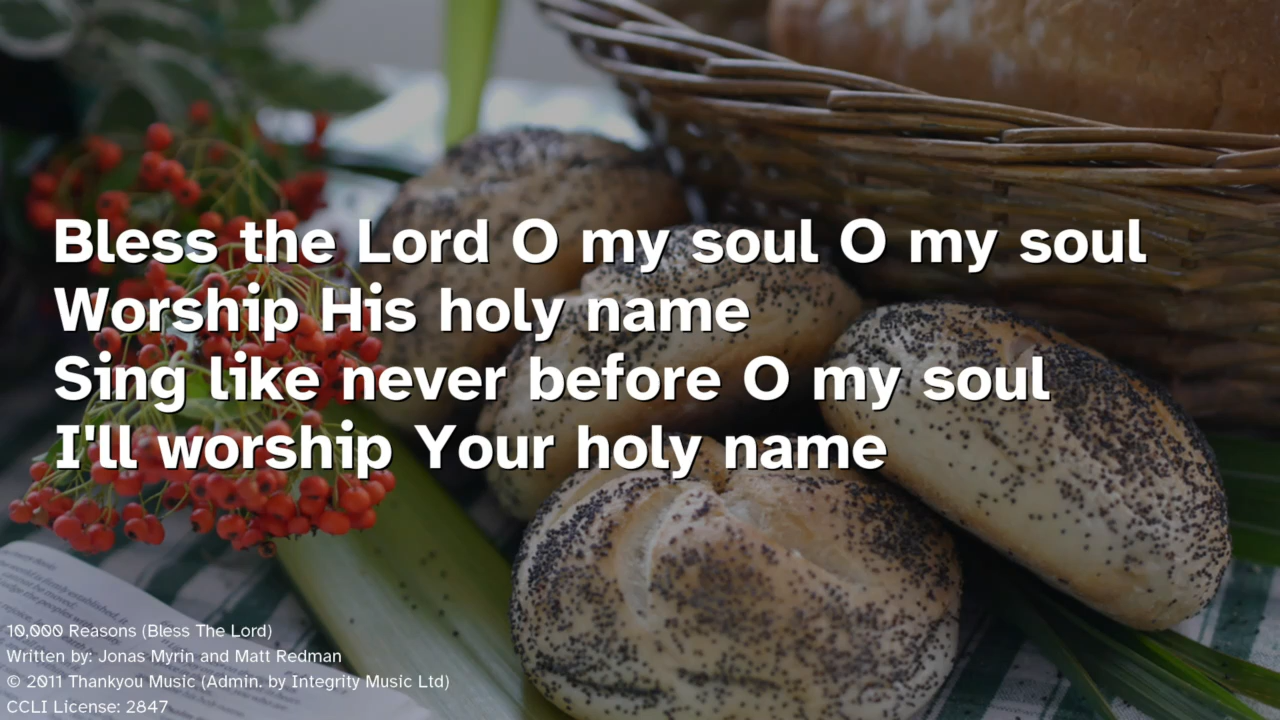 Bless the Lord O my soul O my soul
Worship His holy name
Sing like never before O my soul
I'll worship Your holy name
10,000 Reasons (Bless The Lord)
Written by: Jonas Myrin and Matt Redman
© 2011 Thankyou Music (Admin. by Integrity Music Ltd)
CCLI License: 2847